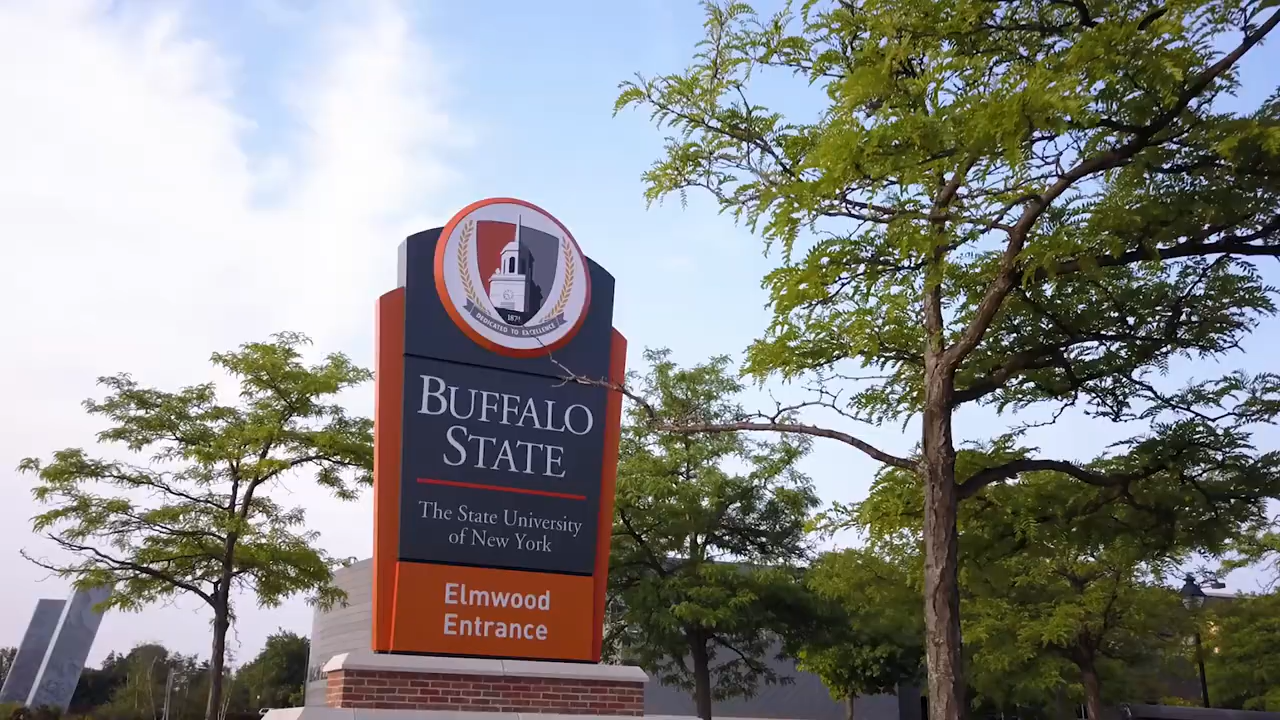 1871
DEDICATED TO EXCELLENCE
BUFFALO
STATE
The State University
of New York
Elmwood
Entrance